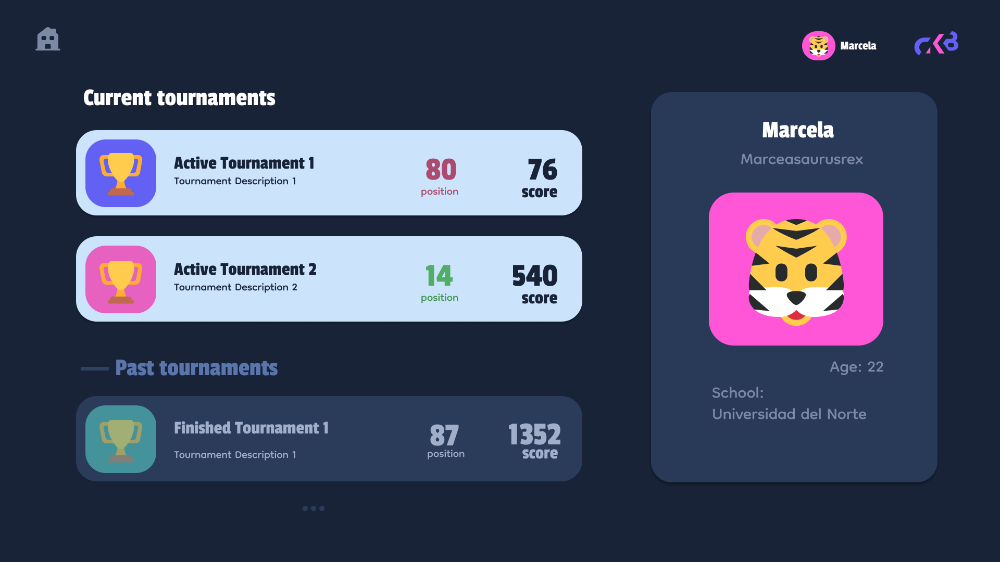 Marcela
CKB
Current tournaments
Active Tournament 1
Tournament Description 1
80
position
76
score
Active Tournament 2
Tournament Description 2
14
position
540
score
Past tournaments
Finished Tournament 1
Tournament Description 1
87
position
1352
score
Marcela
Marceasaurusrex
Age: 22
School:
Universidad del Norte